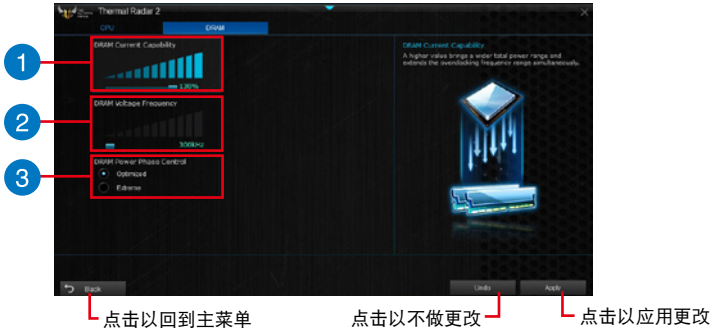 Thermal Radar 2
CPU
DRAM
DRAM Current Capability
130%
DRAM Voltage Frequency
300kHz
DRAM Power Phase Control
Optimized
Extreme
1
2
3
DRAM Current Capability
A higher value brings a wider total power range and
extends the overclocking frequency range simultaneously.
Back
Undo
Apply
点击以回到主菜单
点击以不做更改
点击以应用更改